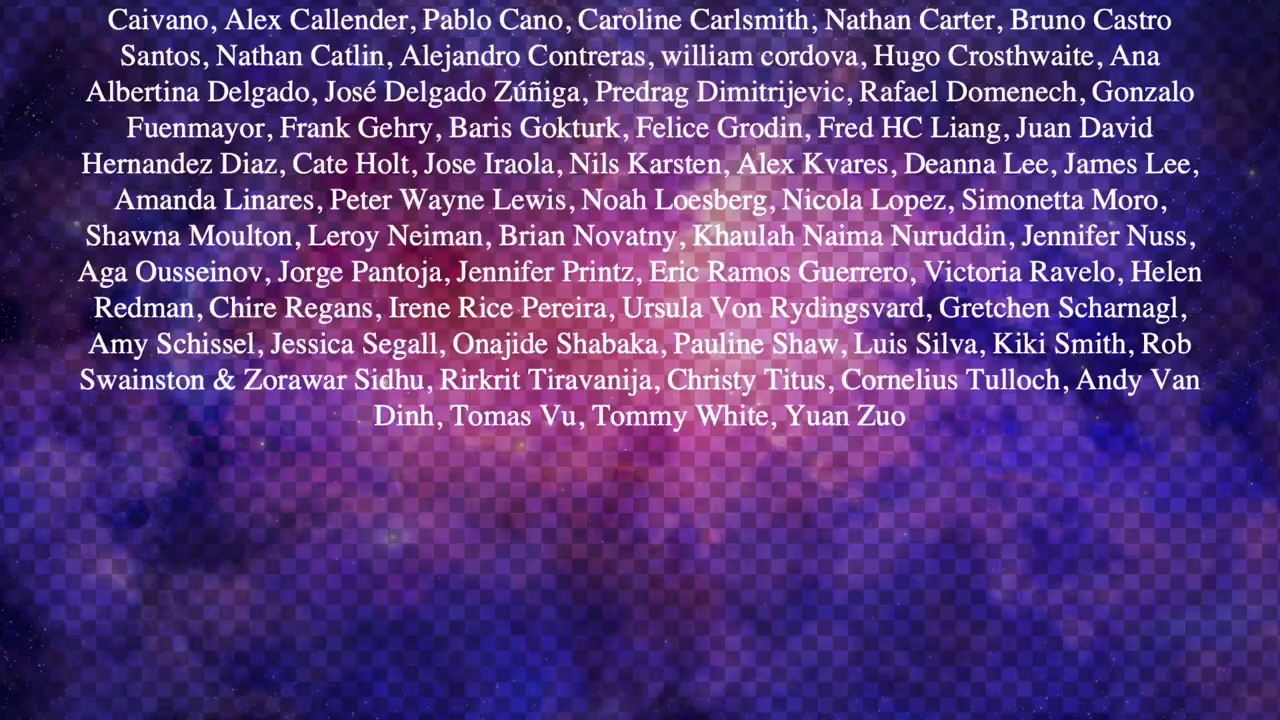 Caivano, Alex Callender, Pablo Cano, Caroline Carlsmith, Nathan Carter, Bruno Castro
Santos, Nathan Catlin, Alejandro Contreras, william cordova, Hugo Crosthwaite, Ana
Albertina Delgado, José Delgado Zúñiga, Predrag Dimitrijevic, Rafael Domenech, Gonzalo
Fuenmayor, Frank Gehry, Baris Gokturk, Felice Grodin, Fred HC Liang, Juan David
Hernandez Diaz, Cate Holt, Jose Iraola, Nils Karsten, Alex Kvares, Deanna Lee, James Lee,
Amanda Linares, Peter Wayne Lewis, Noah Loesberg, Nicola Lopez, Simonetta Moro,
Shawna Moulton, Leroy Neiman, Brian Novatny, Khaulah Naima Nuruddin, Jennifer Nuss,
Aga Ousseinov, Jorge Pantoja, Jennifer Printz, Eric Ramos Guerrero, Victoria Ravelo, Helen
Redman, Chire Regans, Irene Rice Pereira, Ursula Von Rydingsvard, Gretchen Scharnagl,
Amy Schissel, Jessica Segall, Onajide Shabaka, Pauline Shaw, Luis Silva, Kiki Smith, Rob
Swainston & Zorawar Sidhu, Rirkrit Tiravanija, Christy Titus, Cornelius Tulloch, Andy Van
Dinh, Tomas Vu, Tommy White, Yuan Zuo